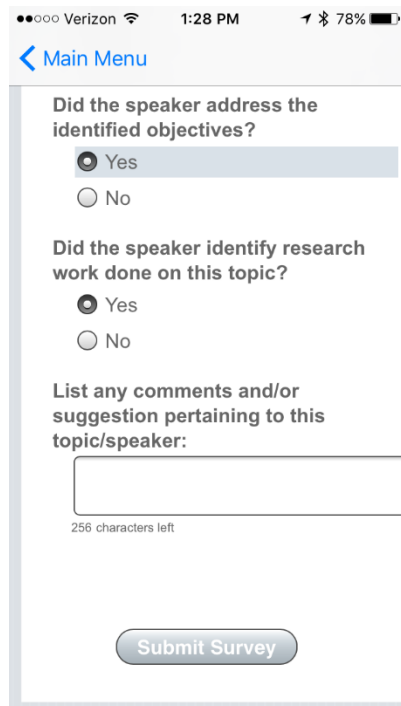 Verizon 1:28 PM 78%
Main Menu
Did the speaker address the
identified objectives?
Yes
No
Did the speaker identify research
work done on this topic?
Yes
No
List any comments and/or
suggestion pertaining to this
topic/speaker:
256 characters left
Submit Survey